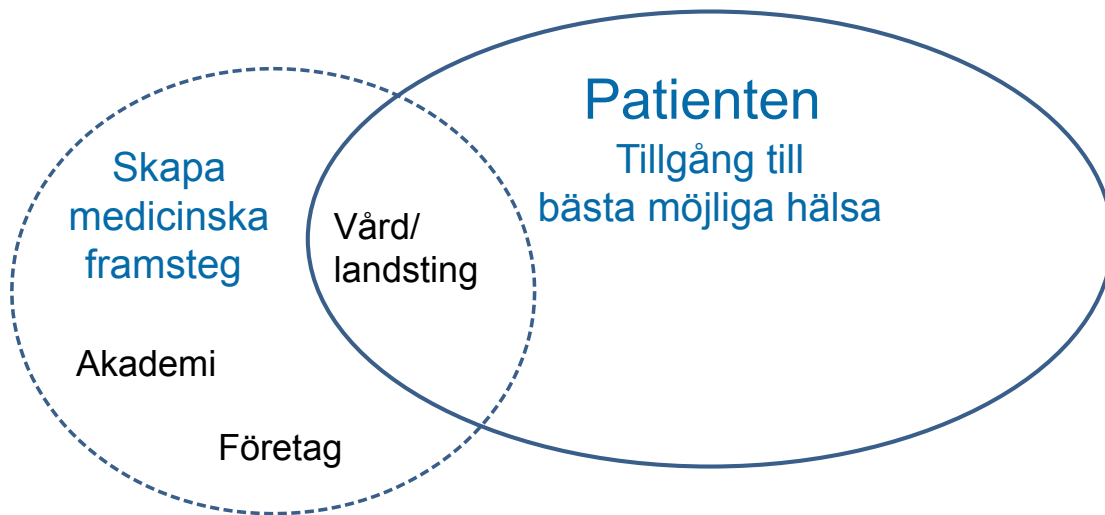 Patienten
Tillgång till
bästa möjliga hälsa
Skapa
medicinska
framsteg
Vård/
landsting
Akademi
Företag